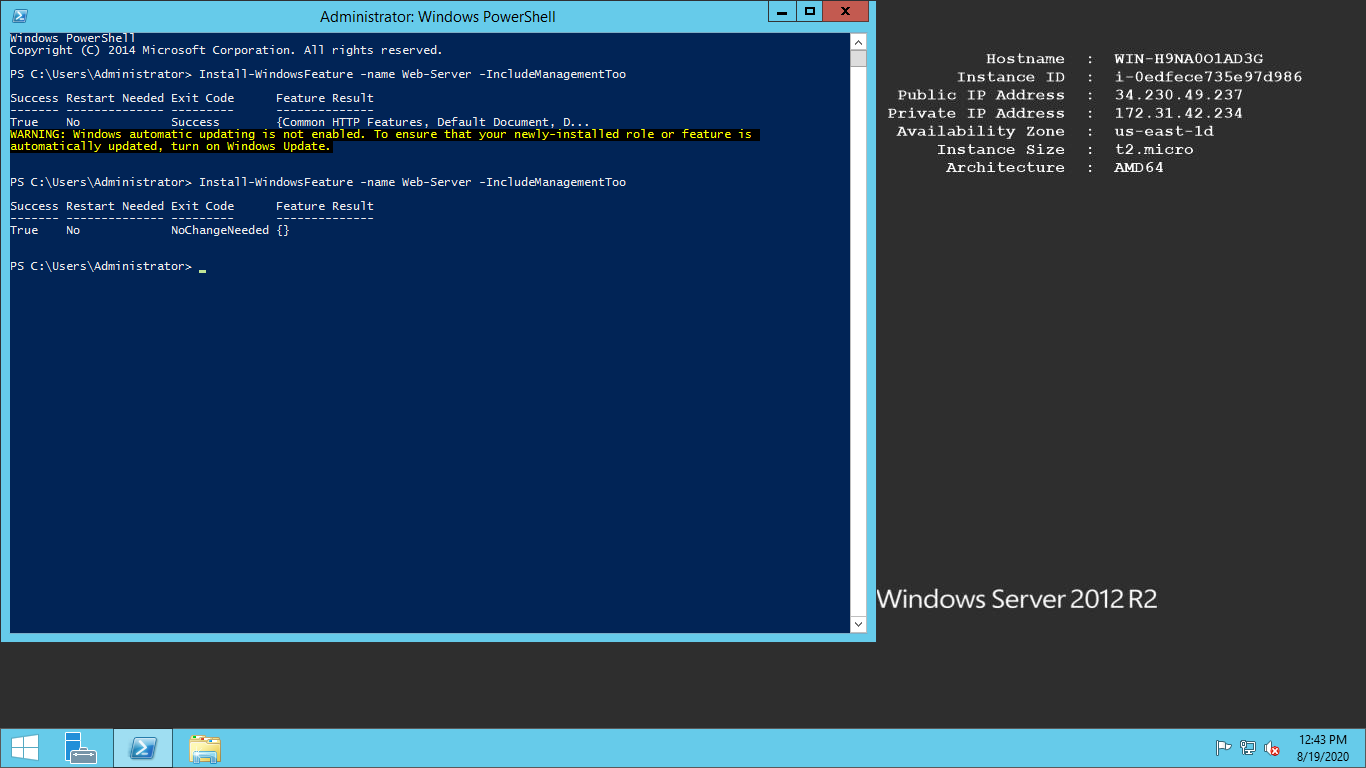 Administrator: Windows PowerShell
Windows PowerShell
Copyright (C) 2014 Microsoft Corporation. All rights reserved.
PS C:\Users\Administrator> Install-WindowsFeature -name Web-Server -IncludeManagementToo
Success Restart Needed Exit Code      Feature Result
------- -------------- ---------      --------------
True    No             Success        {Common HTTP Features, Default Document, D...
WARNING: Windows automatic updating is not enabled. To ensure that your newly-installed role or feature is
automatically updated, turn on Windows Update.
PS C:\Users\Administrator> Install-WindowsFeature -name Web-Server -IncludeManagementToo
Success Restart Needed Exit Code      Feature Result
------- -------------- ---------      --------------
True    No             NoChangeNeeded {}
PS C:\Users\Administrator> _
Hostname : WIN-H9NA0O1AD3G
Instance ID : i-0edfece735e97d986
Public IP Address : 34.230.49.237
Private IP Address : 172.31.42.234
Availability Zone : us-east-1d
Instance Size : t2.micro
Architecture : AMD64
Windows Server 2012 R2
12:43 PM
8/19/2020